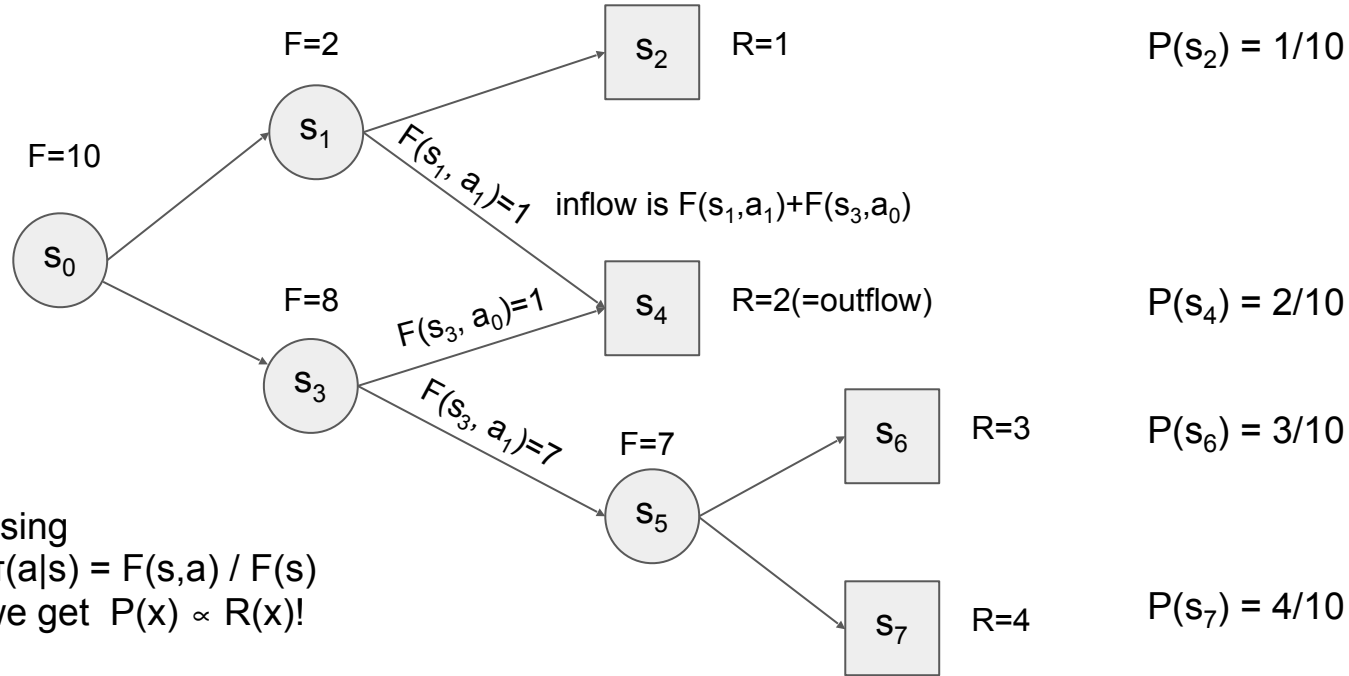 F=2
s₂
R=1
P(s₂) = 1/10
s₁
F=10
F(s₁, a₁)=1
inflow is F(s₁,a₁)+F(s₃,a₀)
s₀
F=8
F(s₃, a₀)=1
s₄
R=2(=outflow)
P(s₄) = 2/10
s₃
F(s₃, a₁)=7
F=7
s₆
R=3
P(s₆) = 3/10
s₅
sing
(a|s) = F(s,a) / F(s)
we get P(x) ∝ R(x)!
s₇
R=4
P(s₇) = 4/10